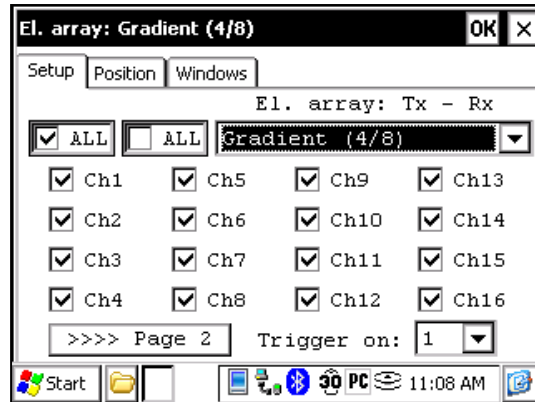 El. array: Gradient (4/8) OK ×
Setup Position Windows
El. array: Tx - Rx
ALL ALL Gradient (4/8)
Ch1 Ch5 Ch9 Ch13
Ch2 Ch6 Ch10 Ch14
Ch3 Ch7 Ch11 Ch15
Ch4 Ch8 Ch12 Ch16
>>>> Page 2 Trigger on: 1
Start 30 PC 11:08 AM